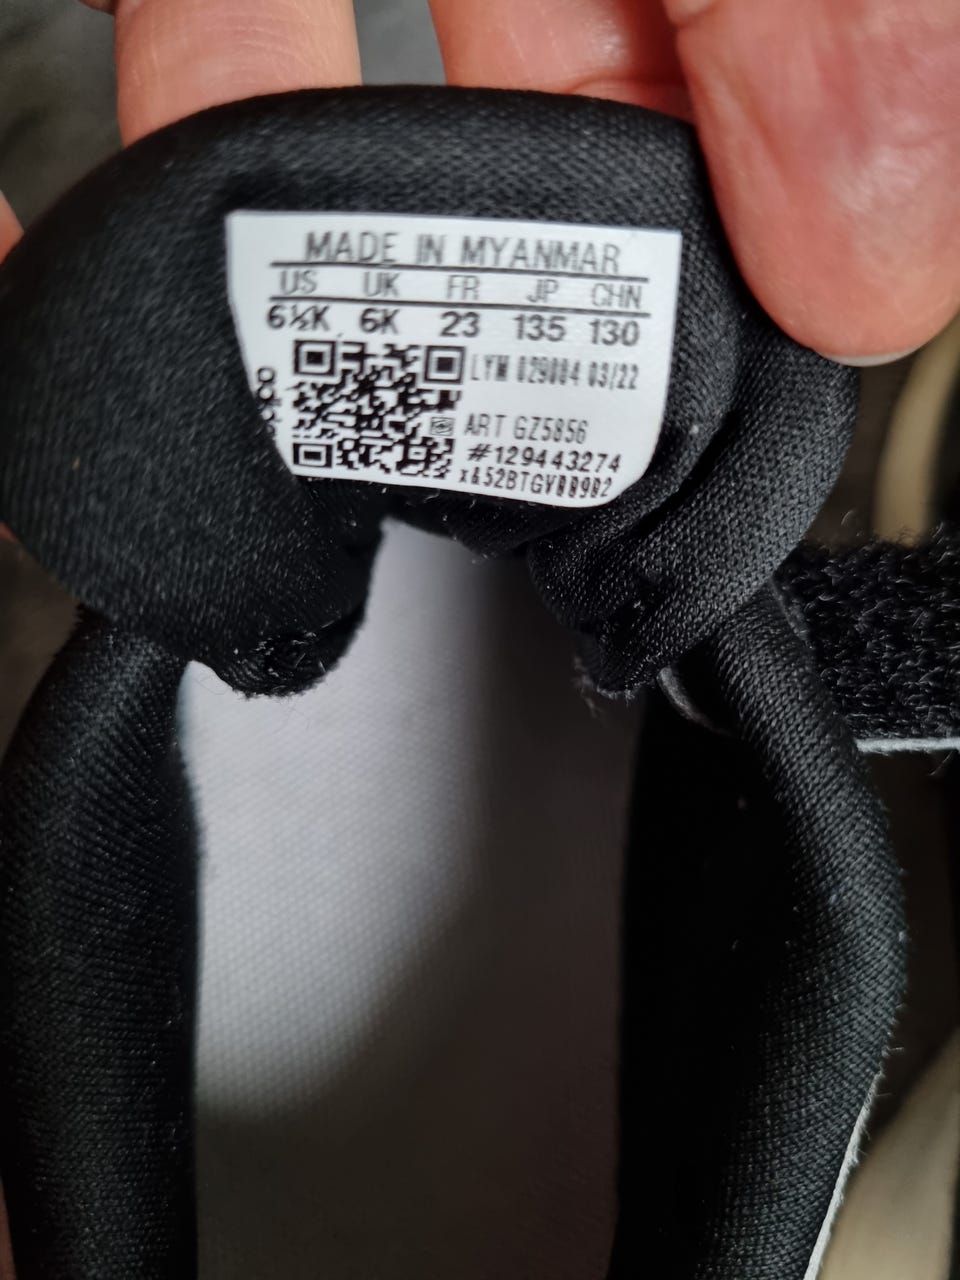 MADE IN MYANMAR
US UK FR JP CHN
6½K 6K 23 135 130
LYM 029004 03/22
ART GZ5856
#129443274